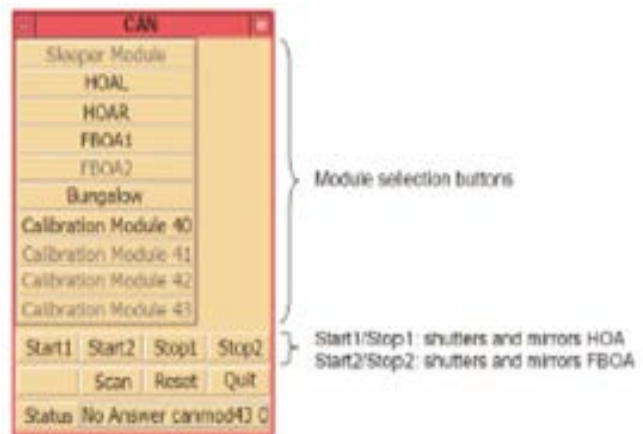 CAN
Sleeper Module
HOAL
HOAR
FBOA1
FBOA2
Bungalow
Calibration Module 40
Calibration Module 41
Calibration Module 42
Calibration Module 43
Module selection buttons
Start1 Start2 Stop1 Stop2
Start1/Stop1: shutters and mirrors HOA
Start2/Stop2: shutters and mirrors FBOA
Scan Reset Quit
Status No Answer canmod43 0